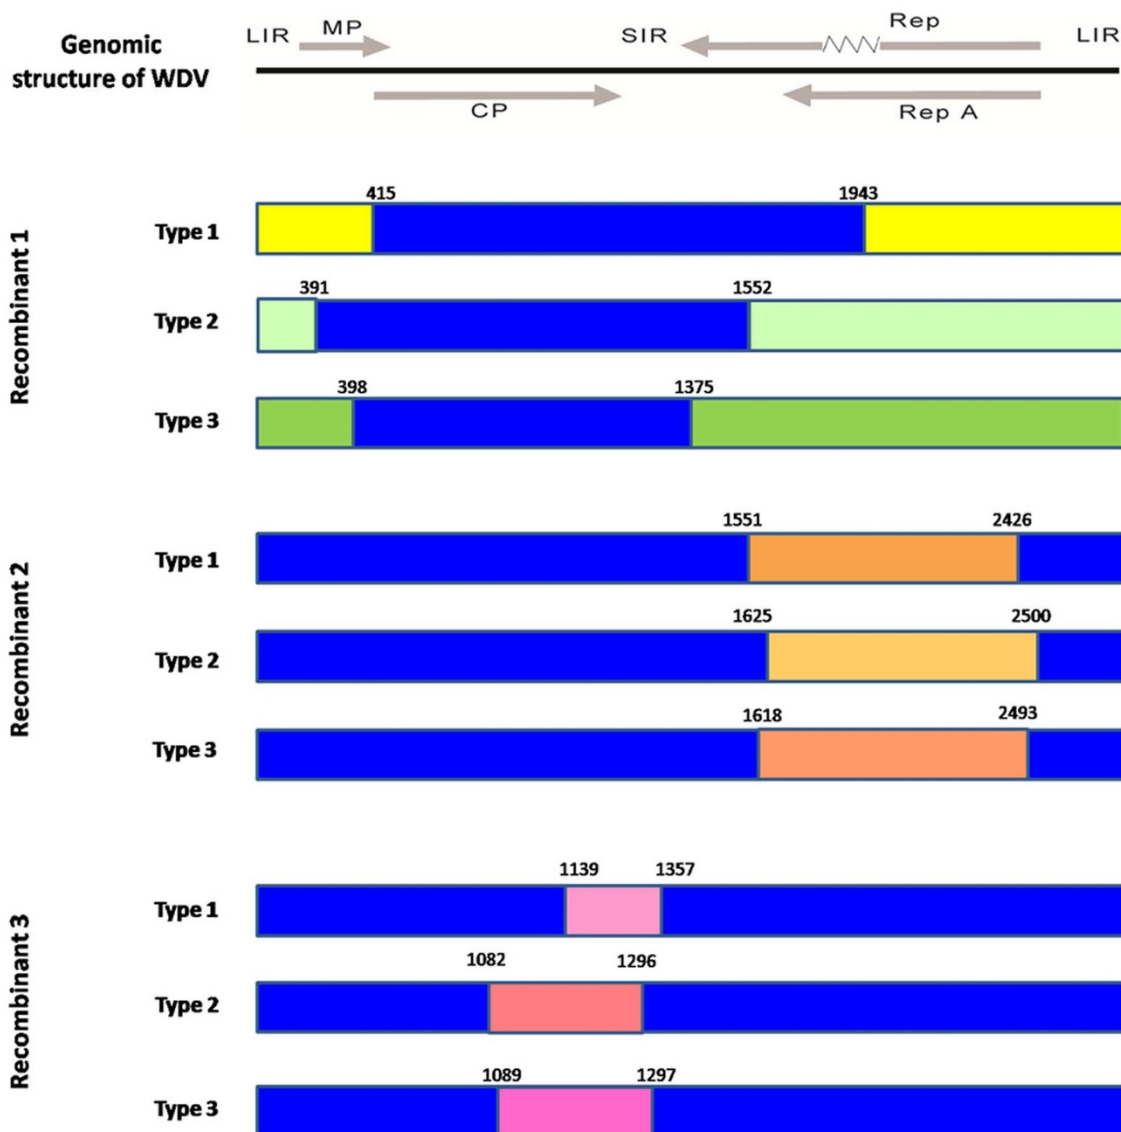 Genomic
structure of WDV
LIR MP SIR Rep LIR
CP Rep A
Recombinant 1
415 1943
Type 1
391 1552
Type 2
398 1375
Type 3
Recombinant 2
1551 2426
Type 1
1625 2500
Type 2
1618 2493
Type 3
Recombinant 3
1139 1357
Type 1
1082 1296
Type 2
1089 1297
Type 3